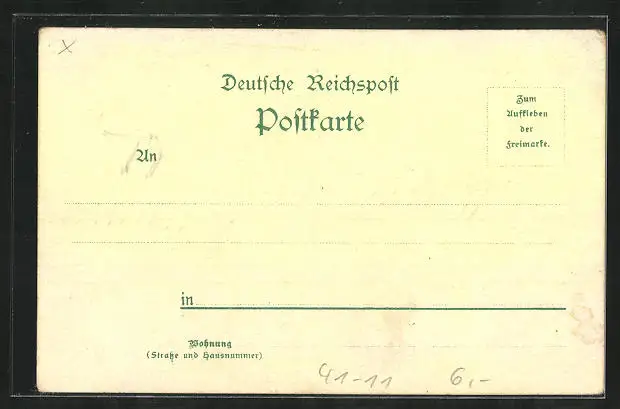 x
Deutsche Reichspost
Postkarte
Zum
Aufkleben
der
Freimarke.
An
in
Wohnung
(Straße und Hausnummer)
41-11 6,-